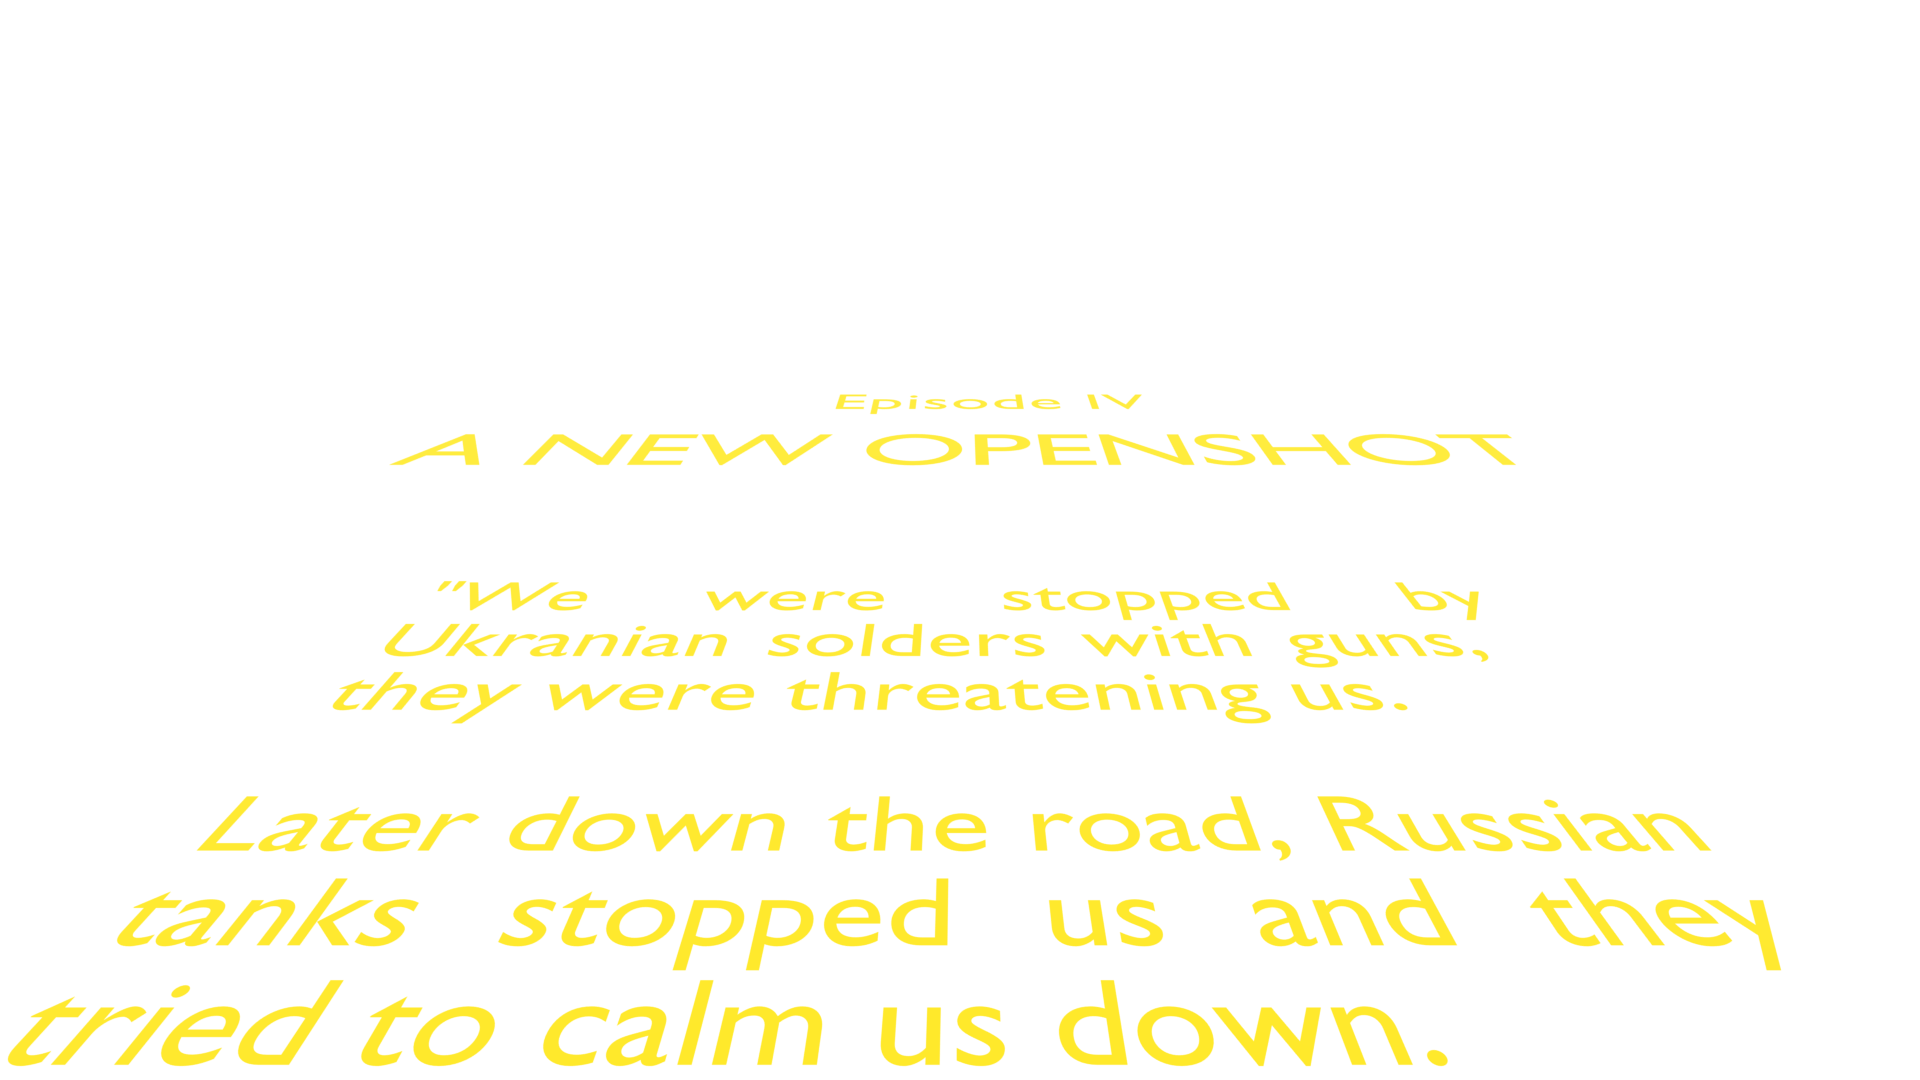 Episode IV
A NEW OPENSHOT
"We were stopped by
Ukranian solders with guns,
they were threatening us.
Later down the road, Russian
tanks stopped us and they
tried to calm us down.